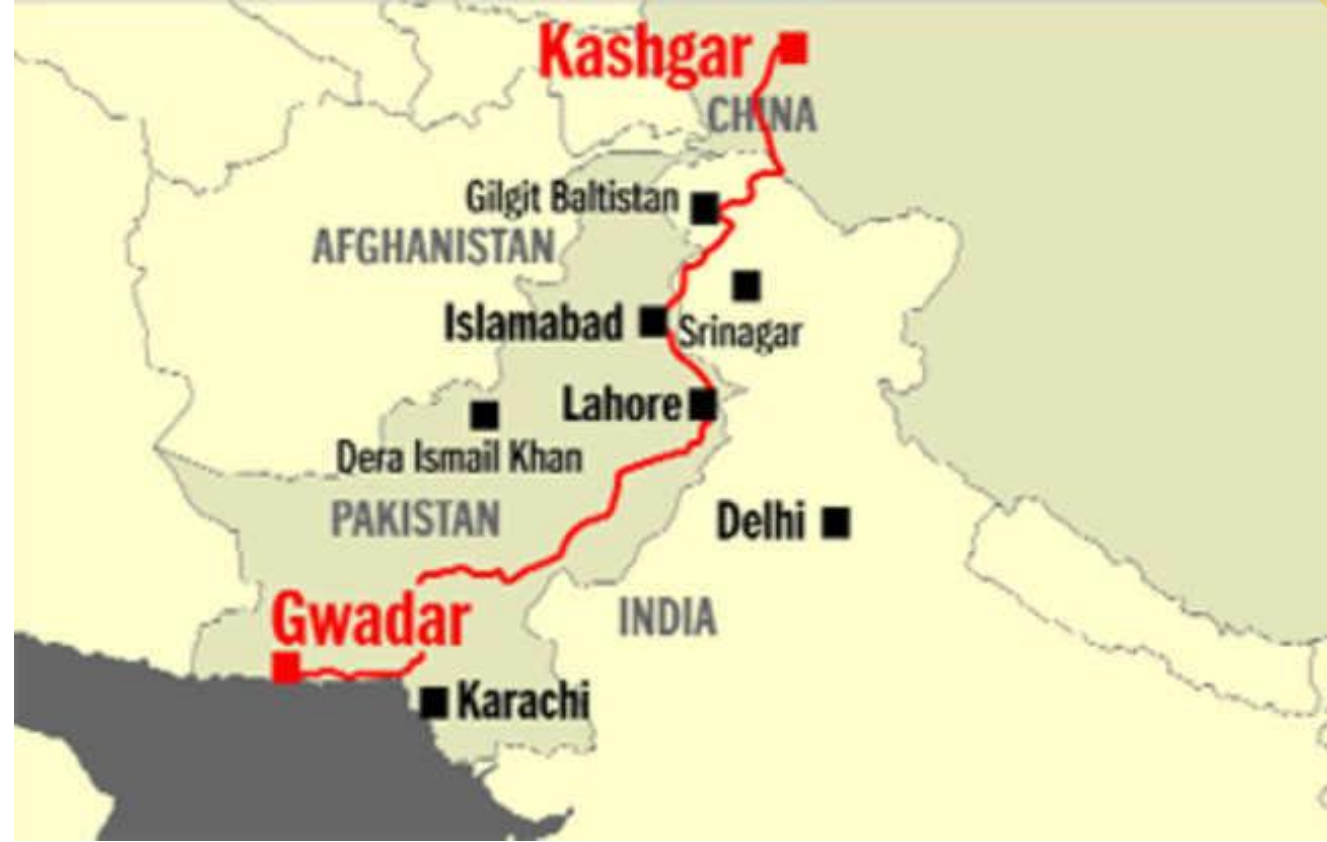 Kashgar
CHINA
Gilgit Baltistan
AFGHANISTAN
Islamabad
Srinagar
Lahore
Dera Ismail Khan
PAKISTAN
Delhi
Gwadar
INDIA
Karachi